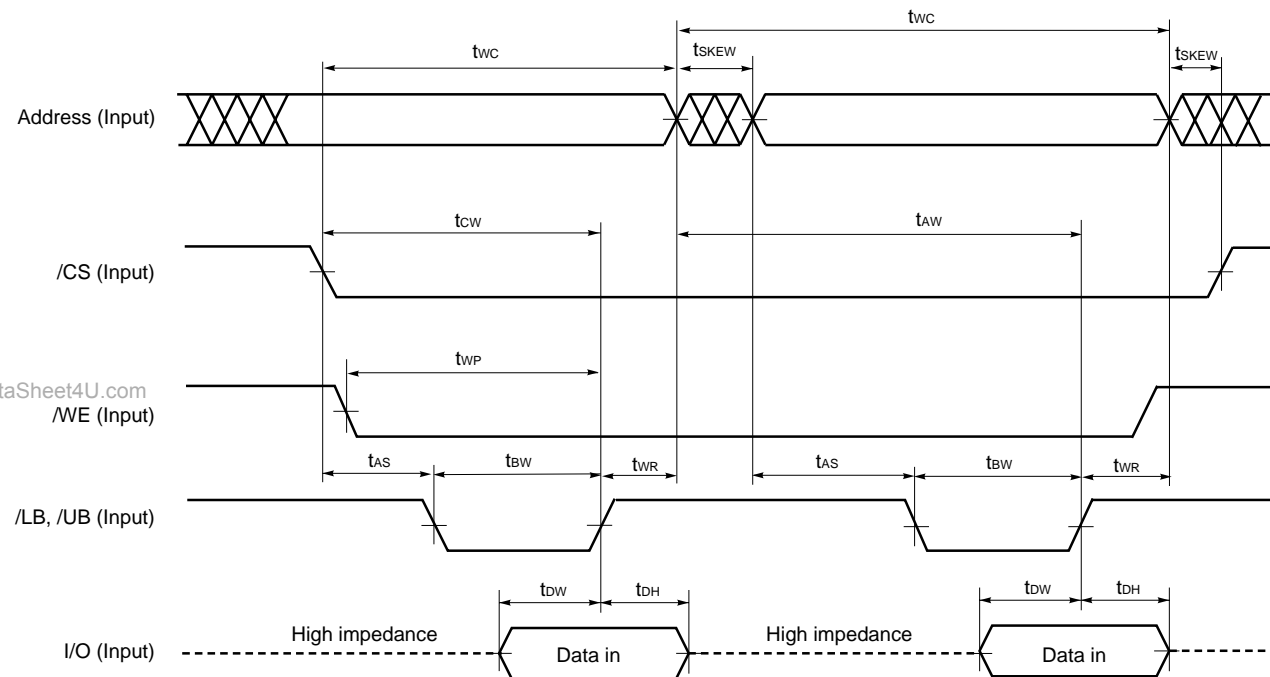 tWC
tWC tSKEW tSKEW
Address (Input)
tCW tAW
/CS (Input)
tWP
taSheet4U.com
/WE (Input)
tAS tBW tWR tAS tBW tWR
/LB, /UB (Input)
tDW tDH tDW tDH
High impedance High impedance
I/O (Input) Data in Data in